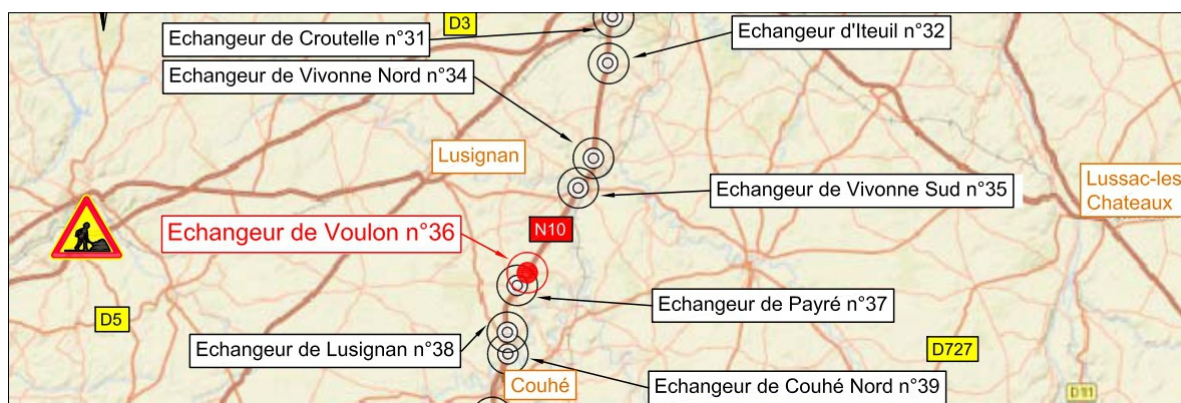 D3
Echangeur de Croutelle n°31
Echangeur d'Iteuil n°32
Echangeur de Vivonne Nord n°34
Lusignan
Echangeur de Vivonne Sud n°35
Lussac-les
Chateaux
Echangeur de Voulon n°36
N10
Echangeur de Payré n°37
D5
Echangeur de Lusignan n°38
D727
Couhé
Echangeur de Couhé Nord n°39